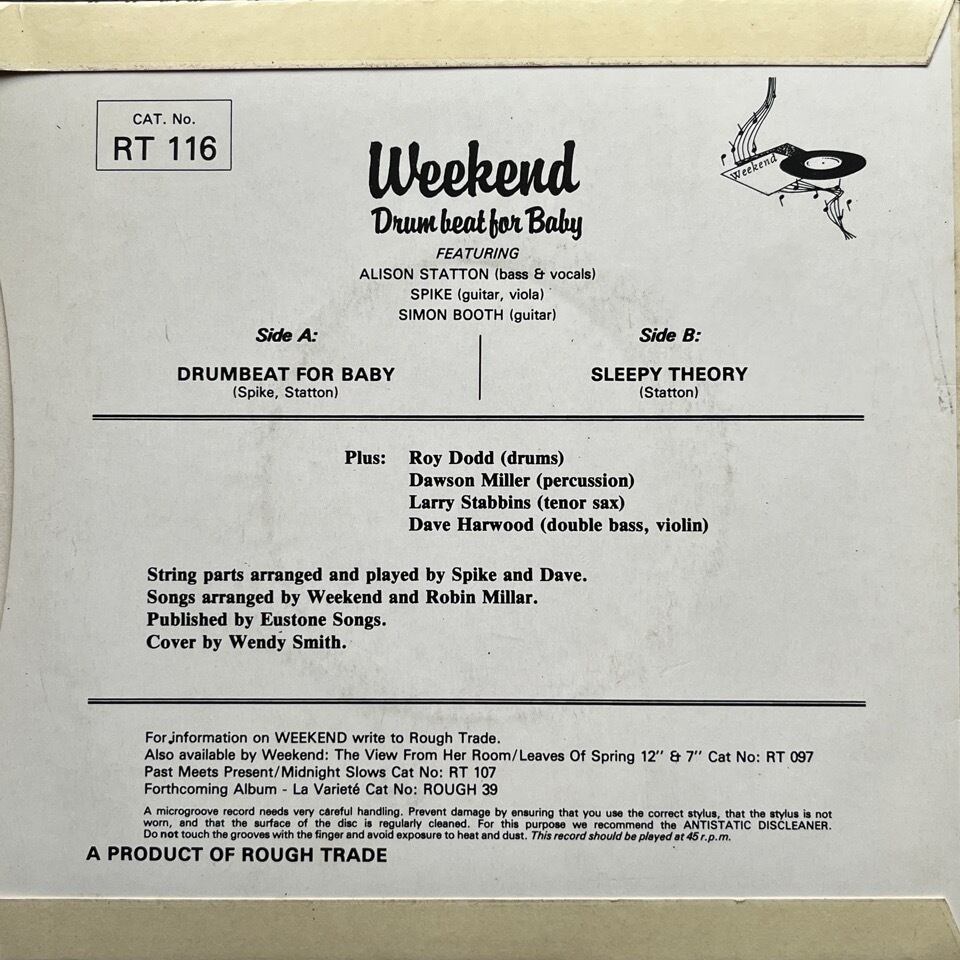 CAT. No.
RT 116
Weekend
Weekend
Drum beat for Baby
FEATURING
ALISON STATTON (bass & vocals)
SPIKE (guitar, viola)
SIMON BOOTH (guitar)
Side A:
DRUMBEAT FOR BABY
(Spike, Statton)
Side B:
SLEEPY THEORY
(Statton)
Plus: Roy Dodd (drums)
Dawson Miller (percussion)
Larry Stabbins (tenor sax)
Dave Harwood (double bass, violin)
String parts arranged and played by Spike and Dave.
Songs arranged by Weekend and Robin Millar.
Published by Eustone Songs.
Cover by Wendy Smith.
For information on WEEKEND write to Rough Trade.
Also available by Weekend: The View From Her Room/Leaves Of Spring 12" & 7" Cat No: RT 097
Past Meets Present/Midnight Slows Cat No: RT 107
Forthcoming Album - La Varieté Cat No: ROUGH 39
A microgroove record needs very careful handling. Prevent damage by ensuring that you use the correct stylus, that the stylus is not
worn, and that the surface of the disc is regularly cleaned. For this purpose we recommend the ANTISTATIC DISCLEANER.
Do not touch the grooves with the finger and avoid exposure to heat and dust. This record should be played at 45 r.p.m.
A PRODUCT OF ROUGH TRADE